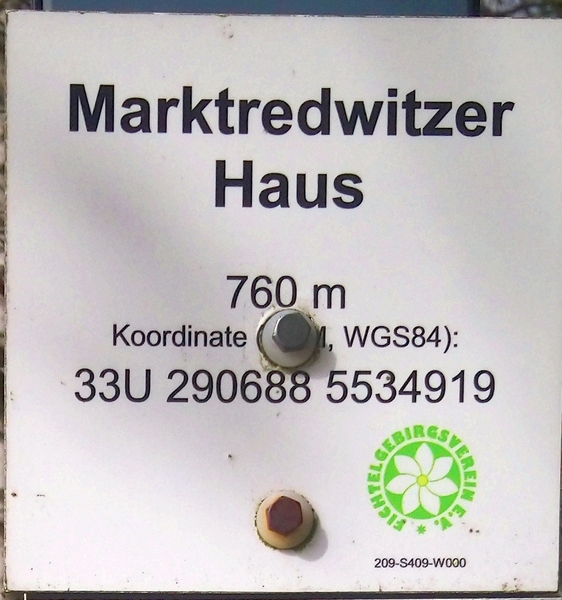 Marktredwitzer
Haus
760 m
Koordinate ( , WGS84):
33U 290688 5534919
FICHTELGEBIRGSVEREIN E.V. *
209-S409-W000